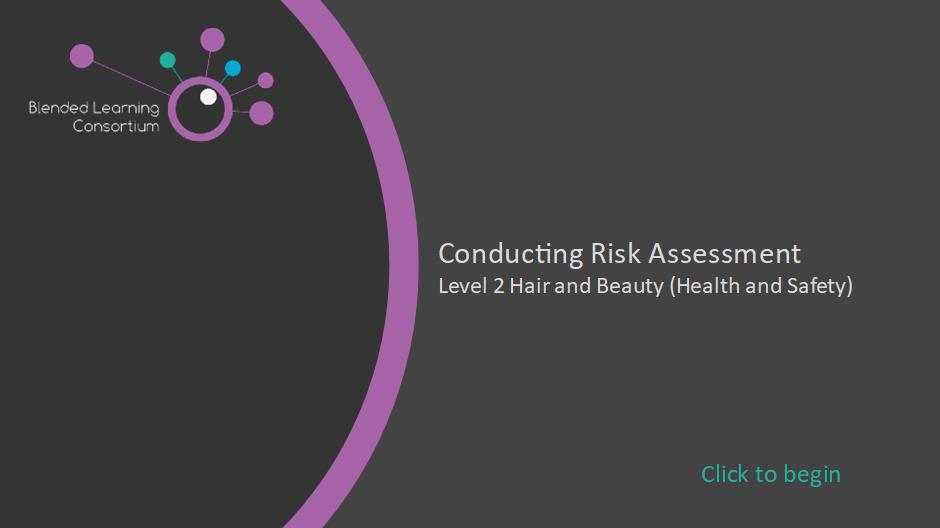 Blended Learning
Consortium
Conducting Risk Assessment
Level 2 Hair and Beauty (Health and Safety)
Click to begin